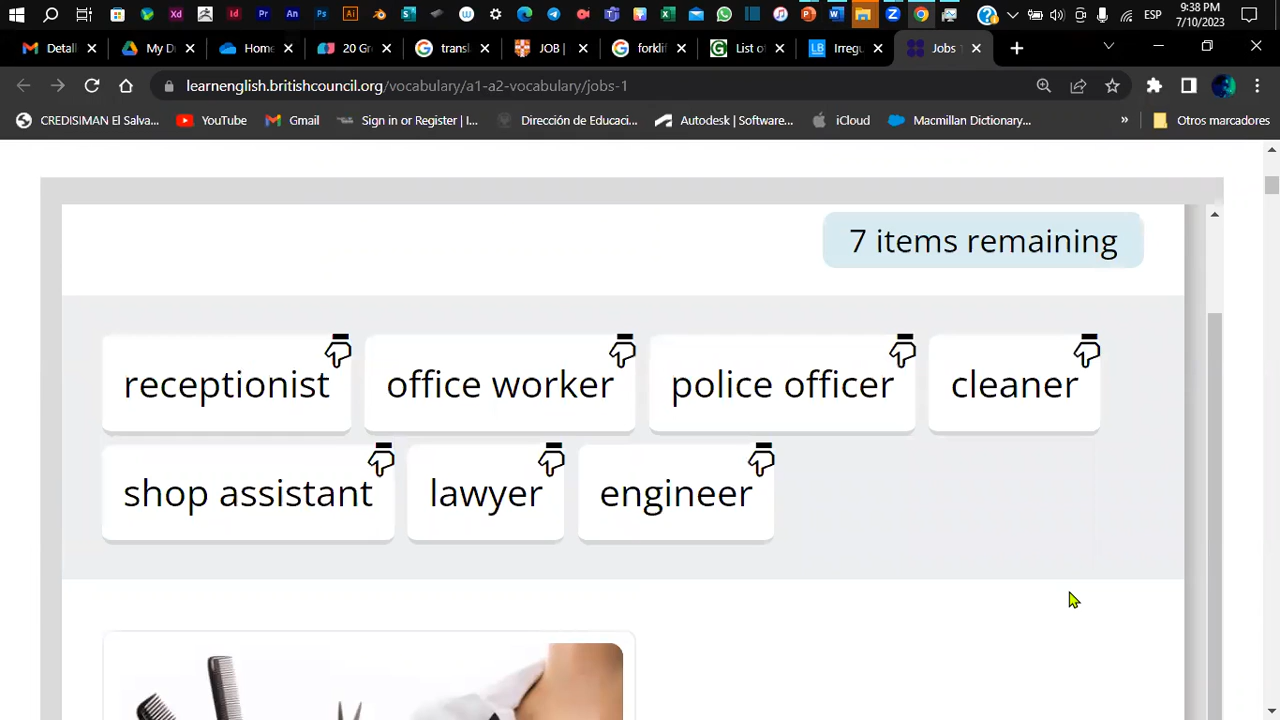 ESP
9:38 PM
7/10/2023
Detall
My D
Home
20 Gr
transl
JOB |
forklif
List of
Irregu
Jobs
learnenglish.britishcouncil.org/vocabulary/a1-a2-vocabulary/jobs-1
CREDISIMAN El Salva...
YouTube
Gmail
Sign in or Register | I...
Dirección de Educaci...
Autodesk | Software...
iCloud
Macmillan Dictionary...
»
Otros marcadores
7 items remaining
receptionist
office worker
police officer
cleaner
shop assistant
lawyer
engineer